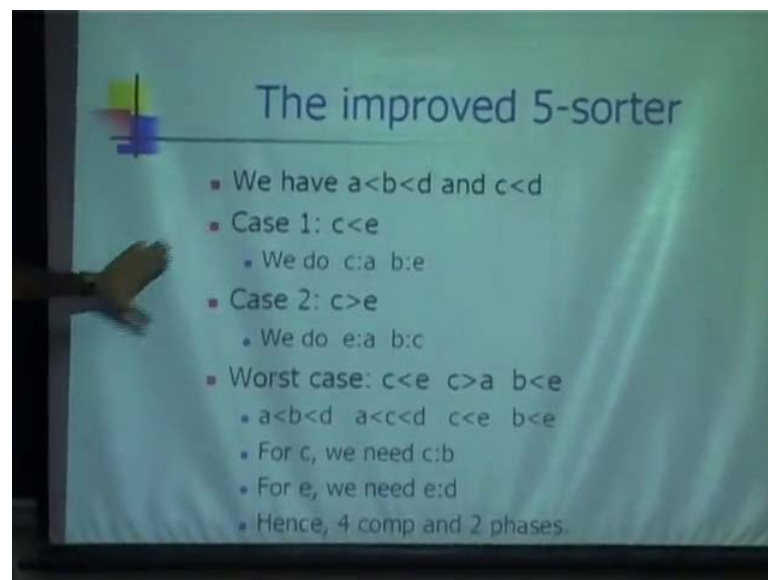 The improved 5-sorter
We have a<b<d and c<d
Case 1: c<e
We do c:a b:e
Case 2: c>e
We do e:a b:c
Worst case: c<e c>a b<e
a<b<d a<c<d c<e b<e
For c, we need c:b
For e, we need e:d
Hence, 4 comp and 2 phases.